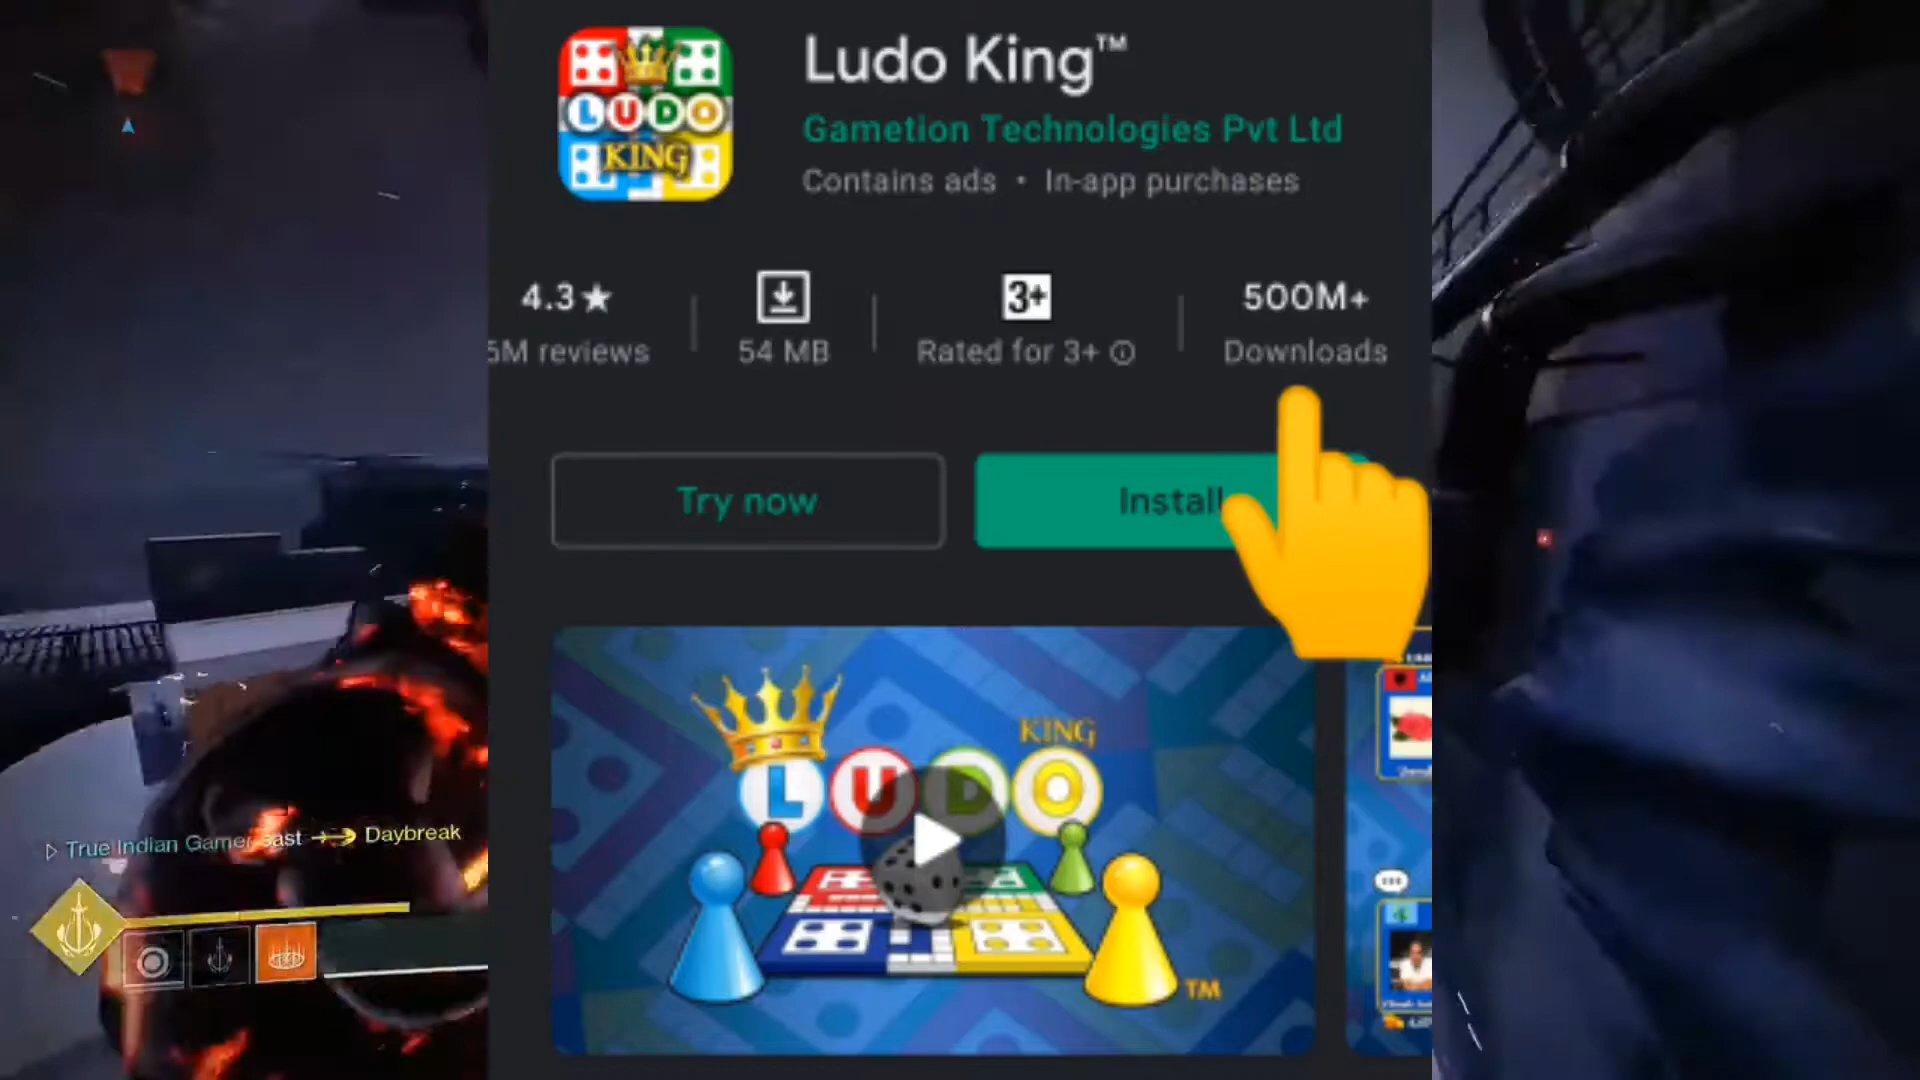 LUDO
KING
Ludo King™
Gametion Technologies Pvt Ltd
Contains ads • In-app purchases
4.3★
5M reviews
54 MB
3+
Rated for 3+
500M+
Downloads
Try now
Install
KING
LUDO
TM
True Indian Gamer cast Daybreak